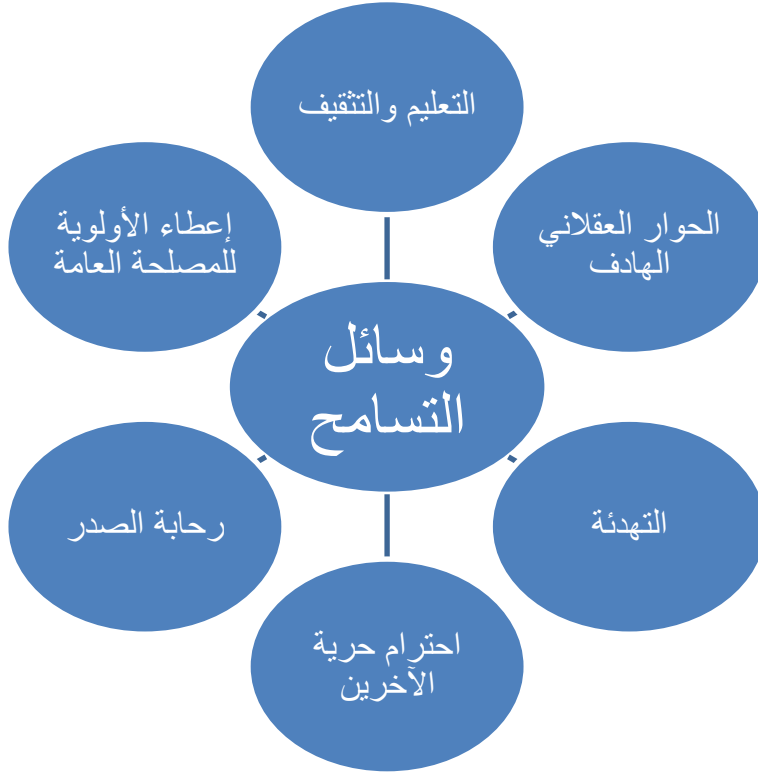 التعليم والتثقيف
الحوار العقلاني
الهادف
إعطاء الأولوية
للمصلحة العامة
وسائل
التسامح
التهدئة
رحابة الصدر
احترام حرية
الآخرين